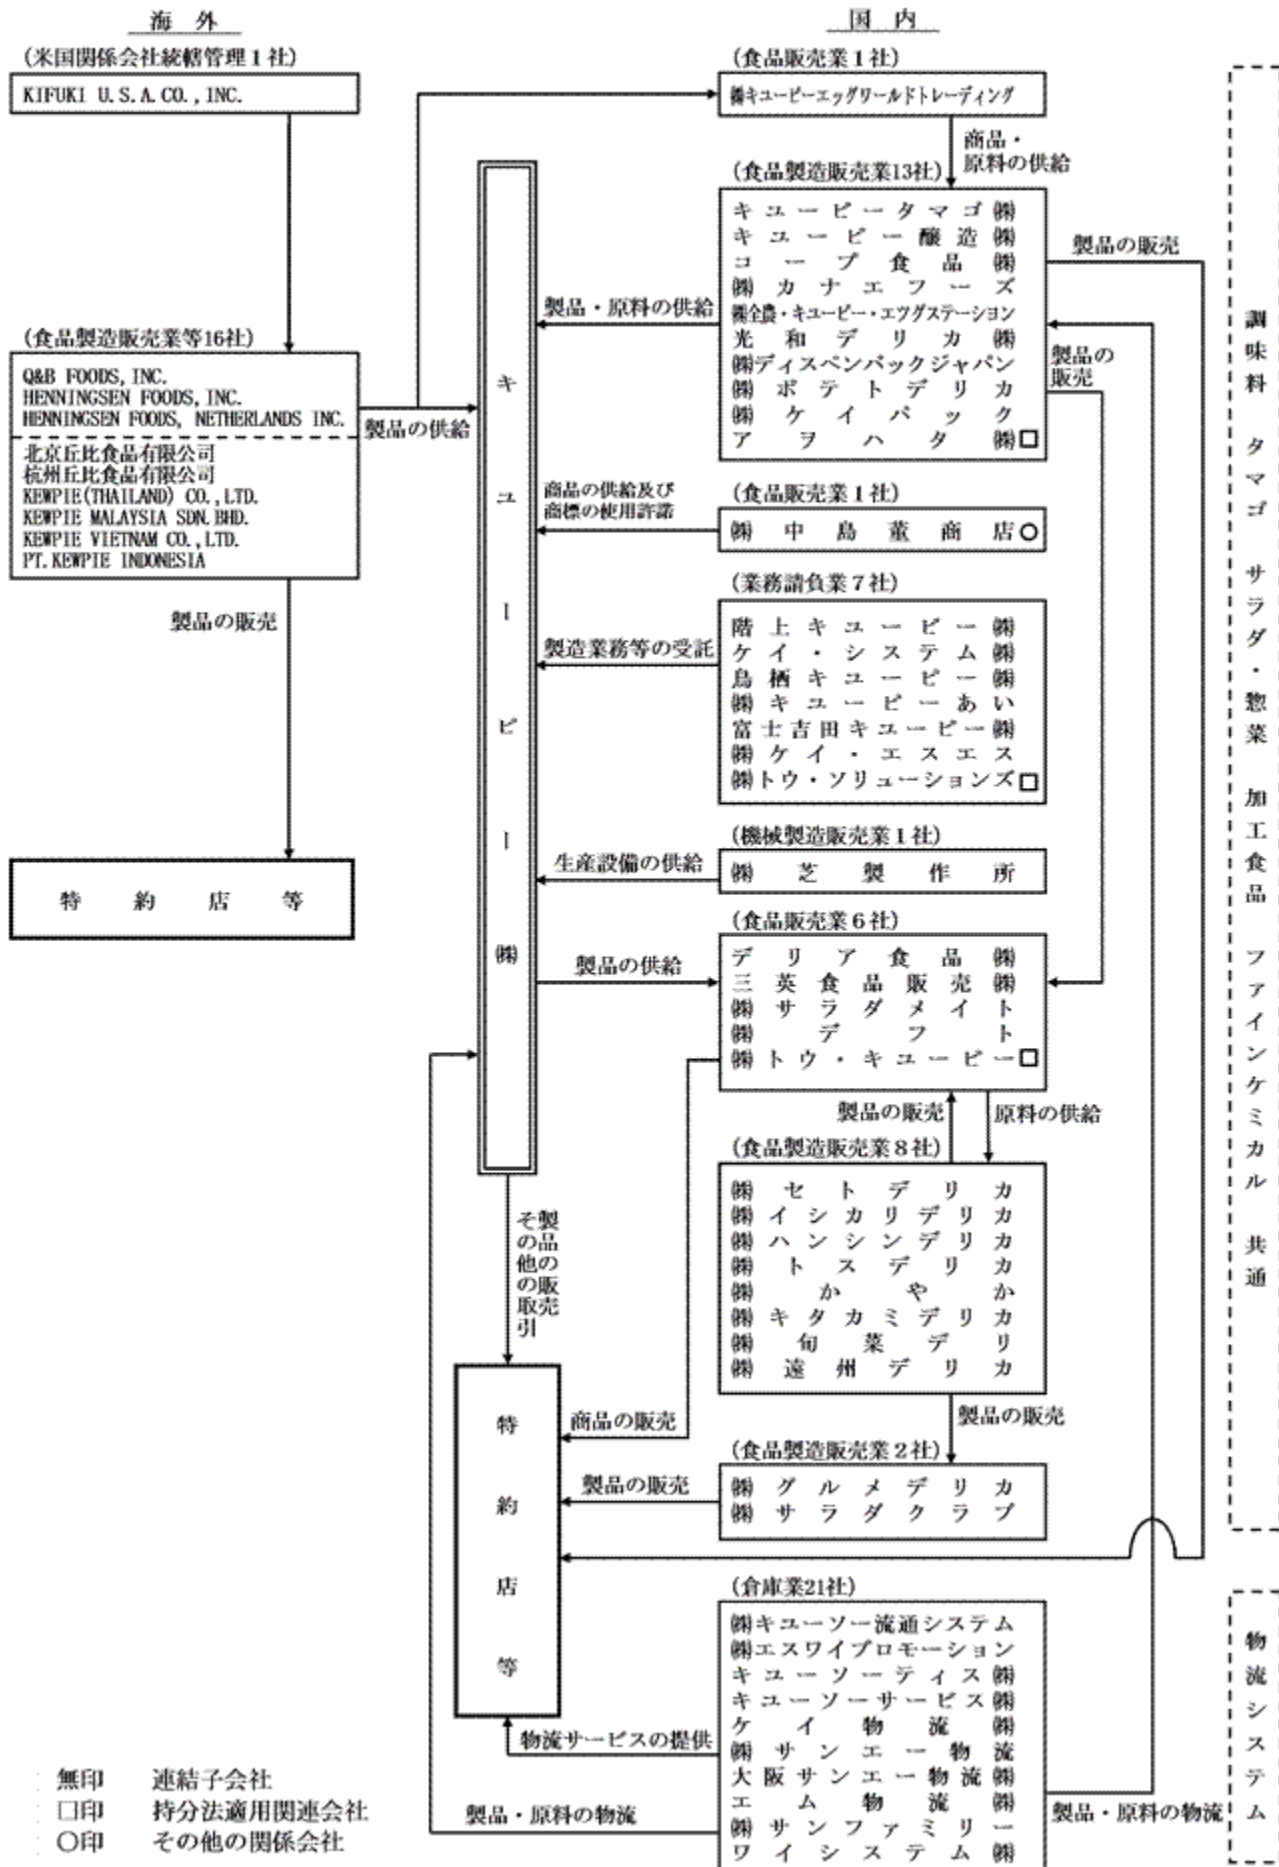 海外
(米国関係会社統轄管理1社)
KIFUKI U.S.A.CO.,INC.
(食品製造販売業等16社)
Q&B FOODS,INC.
HENNINGSEN FOODS,INC.
HENNINGSEN FOODS, NETHERLANDS INC.
北京丘比食品有限公司
杭州丘比食品有限公司
KEWPIE(THAILAND) CO.,LTD.
KEWPIE MALAYSIA SDN.BHD.
KEWPIE VIETNAM CO.,LTD.
PT.KEWPIE INDONESIA
製品の供給
製品の販売
特約店等
キユーピー㈱
製品の販売
その他の取引
特約店等
国内
(食品販売業1社)
㈱キユーピーエッグワールドトレーディング
商品・
原料の供給
(食品製造販売業13社)
キユーピータマゴ㈱
キユーピー醸造㈱
コープ食品㈱
㈱カナエフーズ
㈱全農・キユーピー・エツグステーシヨン
光和デリカ㈱
㈱ディスペンパックジャパン
㈱ポテトデリカ
㈱ケイパック
アヲハタ㈱□
製品・原料の供給
製品の販売
製品の
販売
(食品販売業1社)
㈱中島董商店○
商品の供給及び
商標の使用許諾
(業務請負業7社)
階上キユーピー㈱
ケイ・システム㈱
鳥栖キユーピー㈱
㈱キユーピーあい
富士吉田キユーピー㈱
㈱ケイ・エスエス
㈱トウ・ソリューションズ□
製造業務等の受託
(機械製造販売業1社)
㈱芝製作所
生産設備の供給
(食品販売業6社)
デリア食品㈱
三英食品販売㈱
㈱サラダメイト
㈱デフト
㈱トウ・キユーピー□
製品の供給
製品の販売
原料の供給
(食品製造販売業8社)
㈱セトデリカ
㈱イシカリデリカ
㈱ハンシンデリカ
㈱トスデリカ
㈱かやか
㈱キタカミデリカ
㈱旬菜デリ
㈱遠州デリカ
商品の販売
製品の販売
(食品製造販売業2社)
㈱グルメデリカ
㈱サラダクラブ
製品の販売
(倉庫業21社)
㈱キユーソー流通システム
㈱エスワイプロモーション
キユーソーティス㈱
キユーソーサービス㈱
ケイ物流㈱
㈱サンエー物流
大阪サンエー物流㈱
エム物流㈱
㈱サンファミリー
ワイシステム㈱
物流サービスの提供
製品・原料の物流
製品・原料の物流
調味料 タマゴ サラダ・惣菜 加工食品 ファインケミカル 共通
物流システム
無印 連結子会社
□印 持分法適用関連会社
○印 その他の関係会社